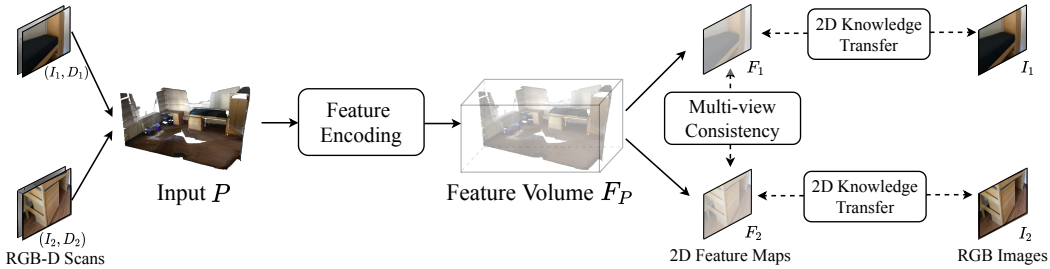 (I₁, D₁)
(I₂, D₂)
RGB-D Scans
Input P
Feature
Encoding
Feature Volume F_P
F₁
Multi-view
Consistency
F₂
2D Feature Maps
2D Knowledge
Transfer
2D Knowledge
Transfer
I₁
I₂
RGB Images